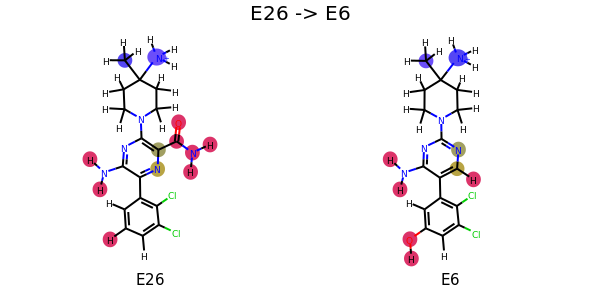 E26 -> E6
H
H H H H
H N+ H N+
H H
H H H H
H H H H
H H H H
H H H H
N O N
H N H N N
H N N H H N H
N N
H H H H
H Cl H Cl
Cl Cl
H O
H H H
E26 E6